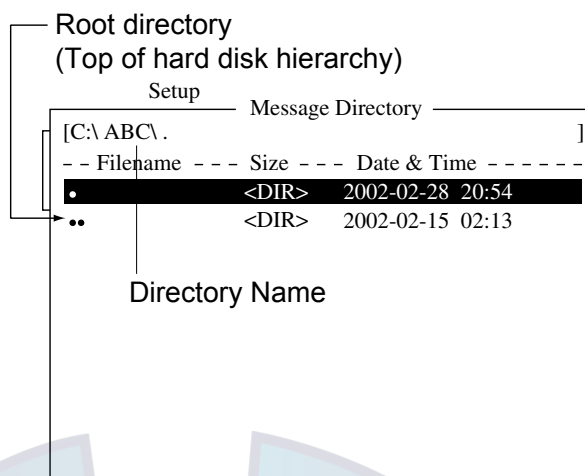 Root directory
(Top of hard disk hierarchy)
Setup
Message Directory
[C:\ ABC\ . ]
- - Filename - - - Size - - - Date & Time - - - - - -
• <DIR> 2002-02-28 20:54
•• <DIR> 2002-02-15 02:13
Directory Name